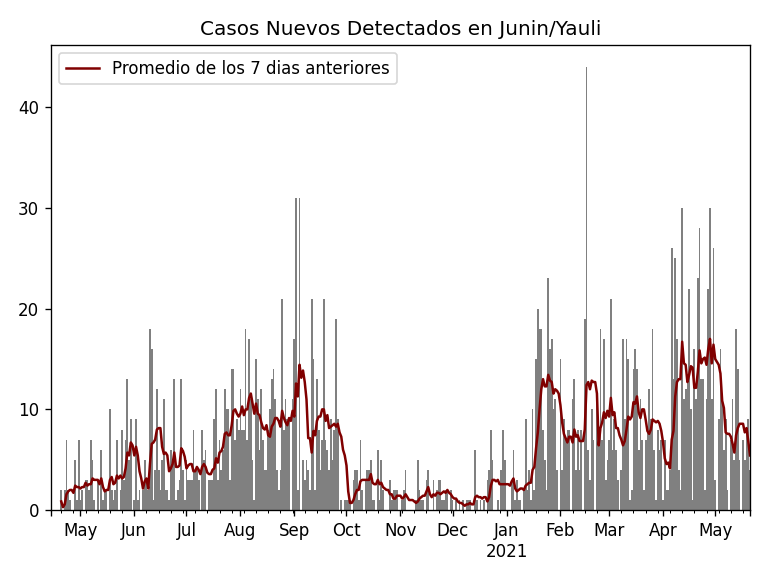 Casos Nuevos Detectados en Junin/Yauli
Promedio de los 7 dias anteriores
40
30
20
10
0
May Jun Jul Aug Sep Oct Nov Dec Jan Feb Mar Apr May
2021